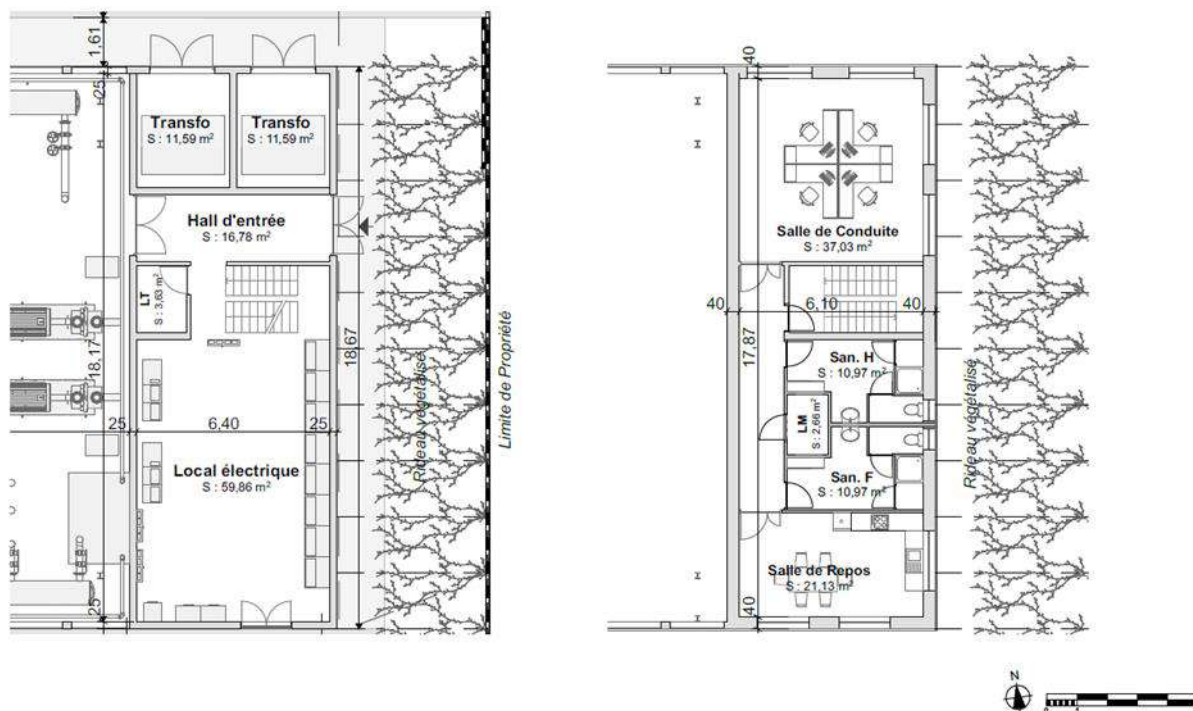 1,61
25
Transfo
S : 11,59 m²
Transfo
S : 11,59 m²
Hall d'entrée
S : 16,78 m²
LT
S : 3,63 m²
18,17
18,67
25
6,40
25
Local électrique
S : 59,86 m²
25
Rideau végétalisé
Limite de Propriété
40
Salle de Conduite
S : 37,03 m²
40
6,10
40
17,87
San. H
S : 10,97 m²
LM
S : 2,66 m²
San. F
S : 10,97 m²
Salle de Repos
S : 21,13 m²
40
Rideau végétalisé
N